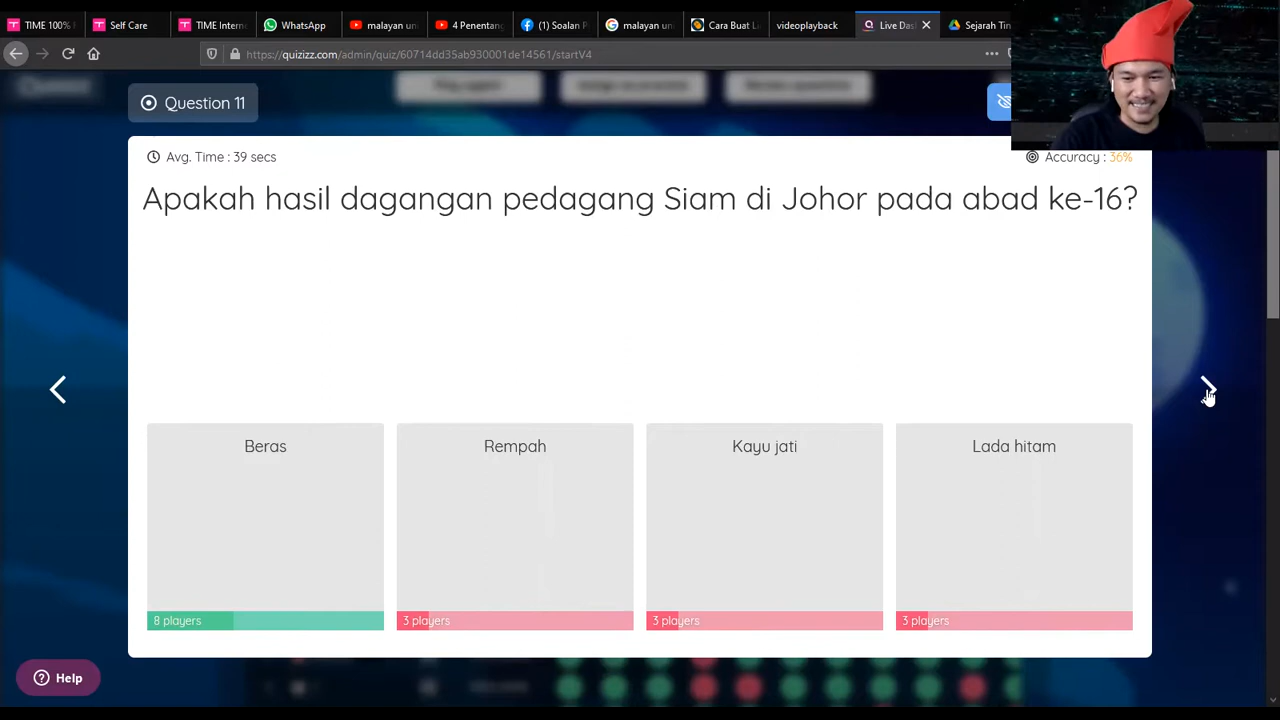 TIME 100%
Self Care
TIME Intern
WhatsApp
malayan un
4 Penentan
(1) So
malayan un
Cara Buat L
videoplayback
Live Das
Sejarah Tin
https://quizizz.com/admin/quiz/60714dd35ab930001de14561/startV4
Question 11
Avg. Time : 39 secs
Accuracy : 36%
Apakah hasil dagangan pedagang Siam di Johor pada abad ke-16?
Beras
Rempah
Kayu jati
Lada hitam
8 players
3 players
3 players
3 players
Help